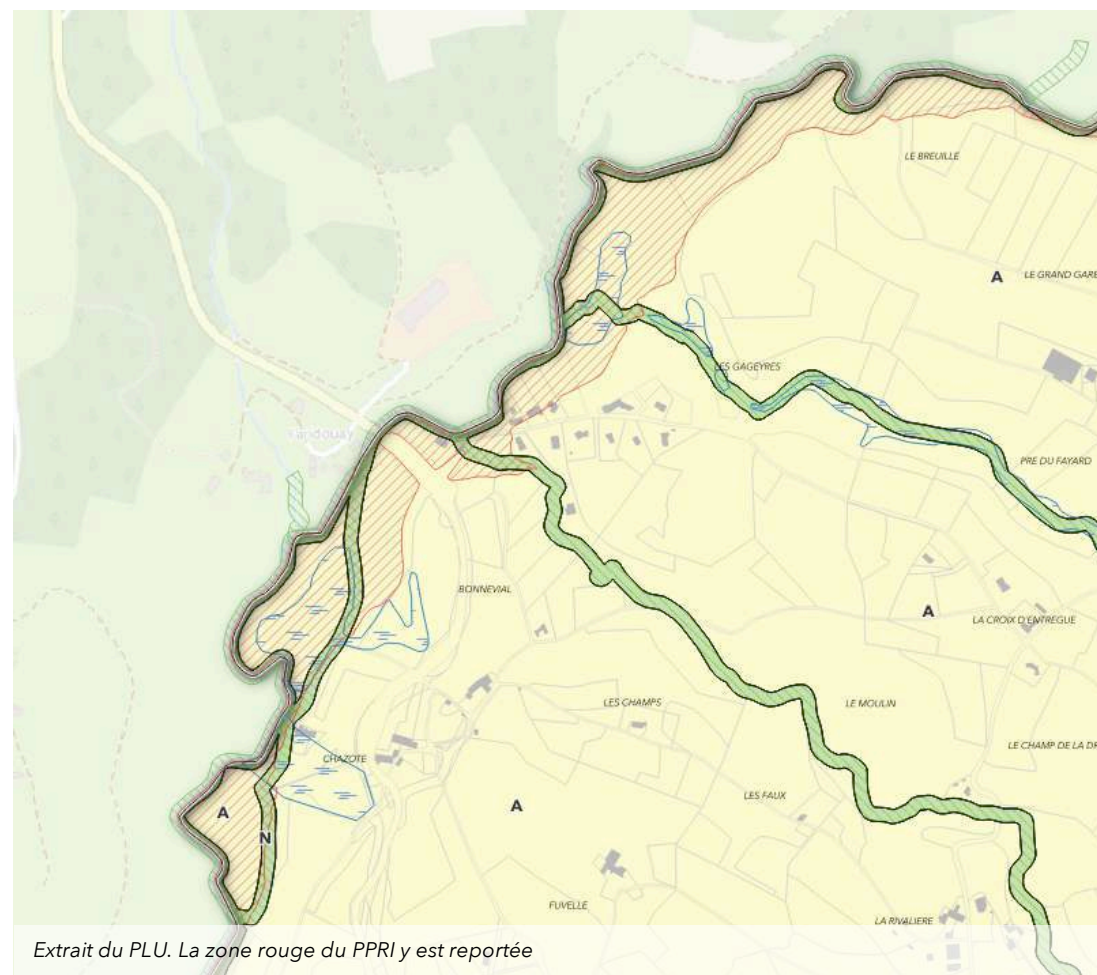 LE BREUILLE
A
LE GRAND GARE
LES GAGEYRES
Vandouay
PRE DU FAYARD
BONNEVIAL
A
LA CROIX D'ENTREGUE
LES CHAMPS
LE MOULIN
LE CHAMP DE LA DR
CHAZOTE
LES FAUX
A
A
N
FUVELLE
LA RIVALIERE
Extrait du PLU. La zone rouge du PPRI y est reportée